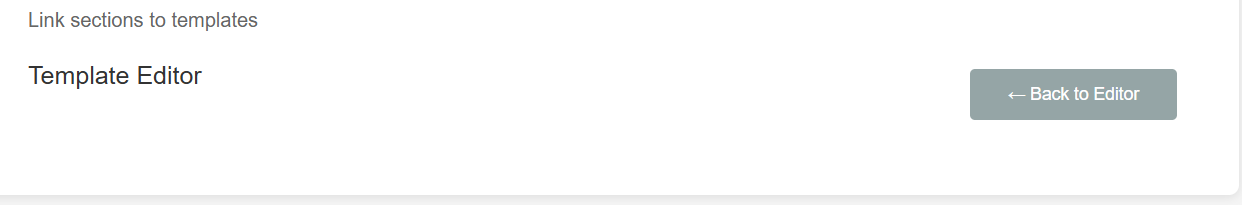 Link sections to templates
Template Editor
← Back to Editor